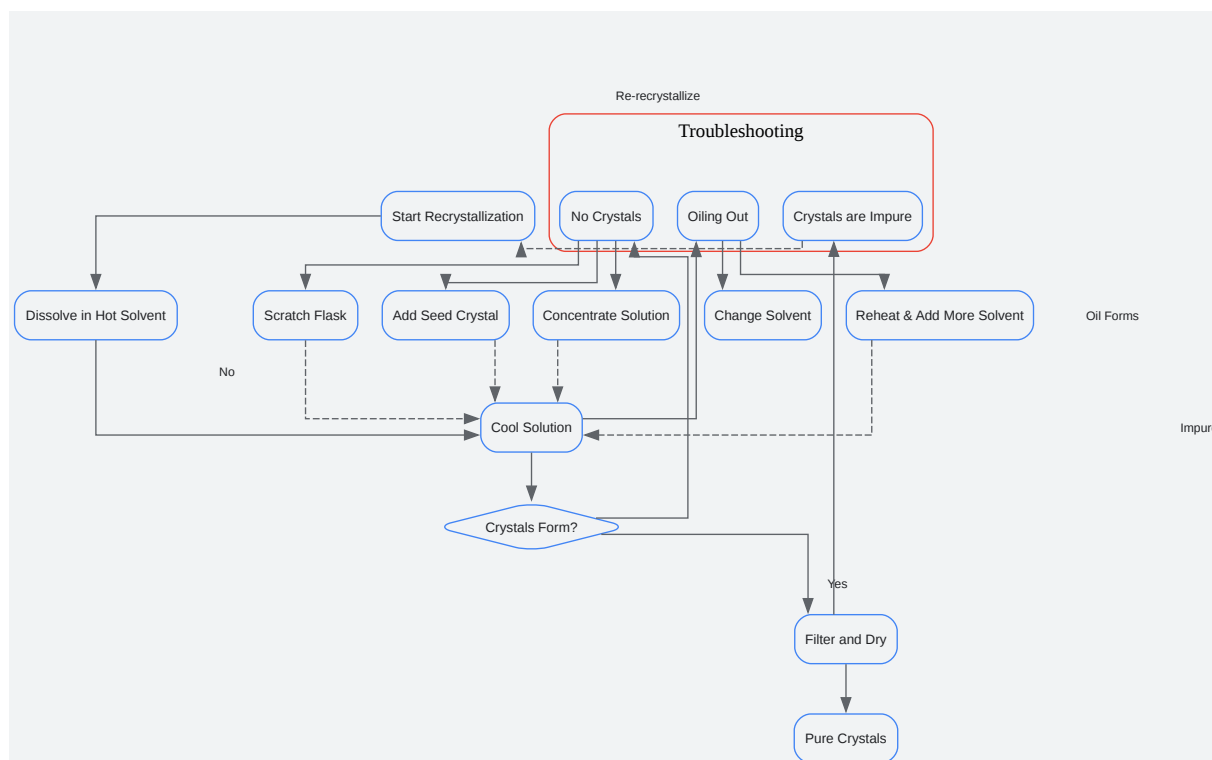 Re-recrystallize
Troubleshooting
Start Recrystallization
No Crystals
Oiling Out
Crystals are Impure
Dissolve in Hot Solvent
Scratch Flask
Add Seed Crystal
Concentrate Solution
Change Solvent
Reheat & Add More Solvent
Oil Forms
No
Cool Solution
Impure
Crystals Form?
Yes
Filter and Dry
Pure Crystals